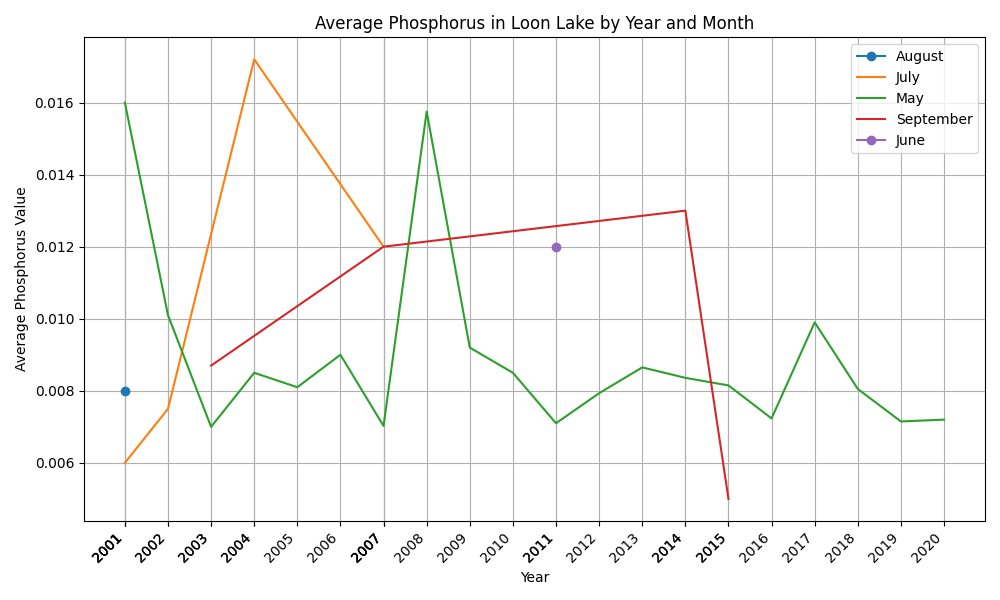 Average Phosphorus in Loon Lake by Year and Month
August
July
May
September
June
Average Phosphorus Value
0.016
0.014
0.012
0.010
0.008
0.006
2001 2002 2003 2004 2005 2006 2007 2008 2009 2010 2011 2012 2013 2014 2015 2016 2017 2018 2019 2020
Year